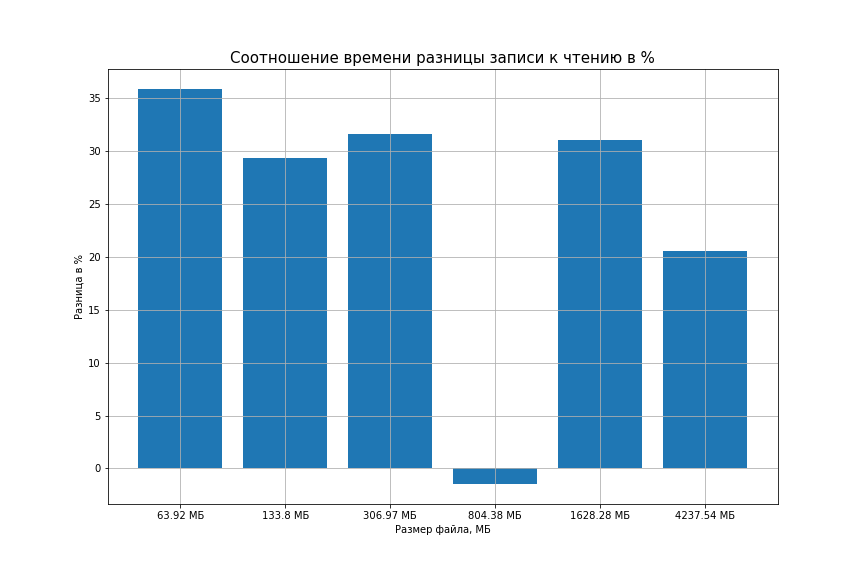 Соотношение времени разницы записи к чтению в %
Разница в %
35
30
25
20
15
10
5
0
63.92 МБ
133.8 МБ
306.97 МБ
804.38 МБ
1628.28 МБ
4237.54 МБ
Размер файла, МБ